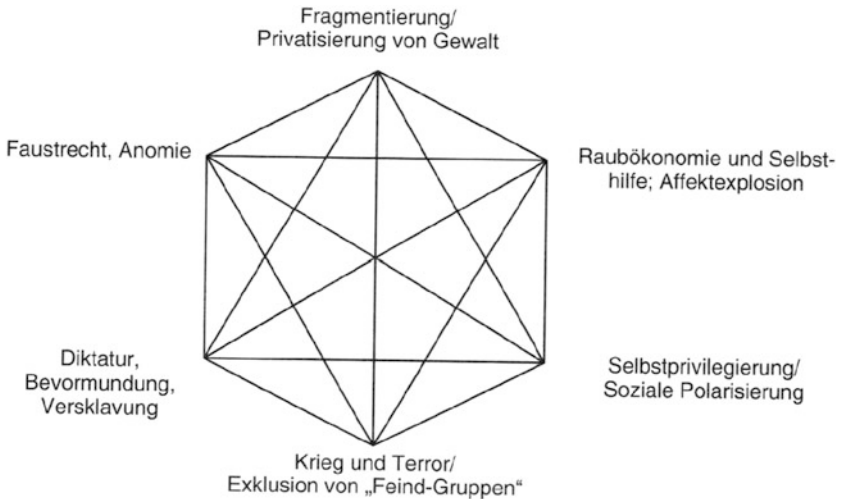 Fragmentierung/
Privatisierung von Gewalt
Faustrecht, Anomie
Raubökonomie und Selbst-
hilfe; Affektexplosion
Diktatur,
Bevormundung,
Versklavung
Selbstprivilegierung/
Soziale Polarisierung
Krieg und Terror/
Exklusion von „Feind-Gruppen“